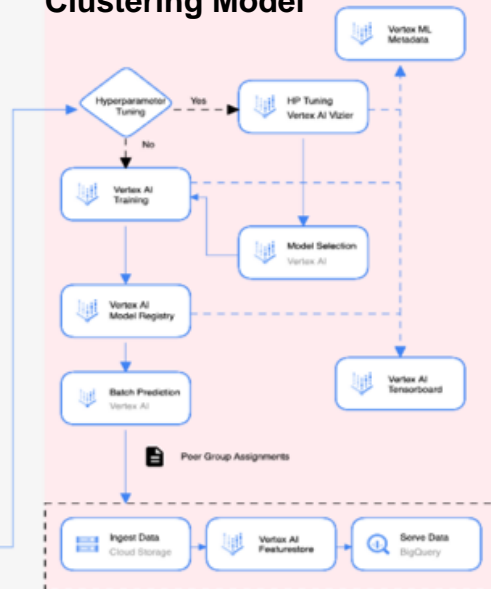 Clustering Model
Vertex ML
Metadata
Hyperparameter
Tuning
Yes
HP Tuning
Vertex AI Vizier
No
Vertex AI
Training
Model Selection
Vertex AI
Vertex AI
Model Registry
Batch Prediction
Vertex AI
Vertex AI
Tensorboard
Peer Group Assignments
Ingest Data
Cloud Storage
Vertex AI
Featurestore
Serve Data
BigQuery